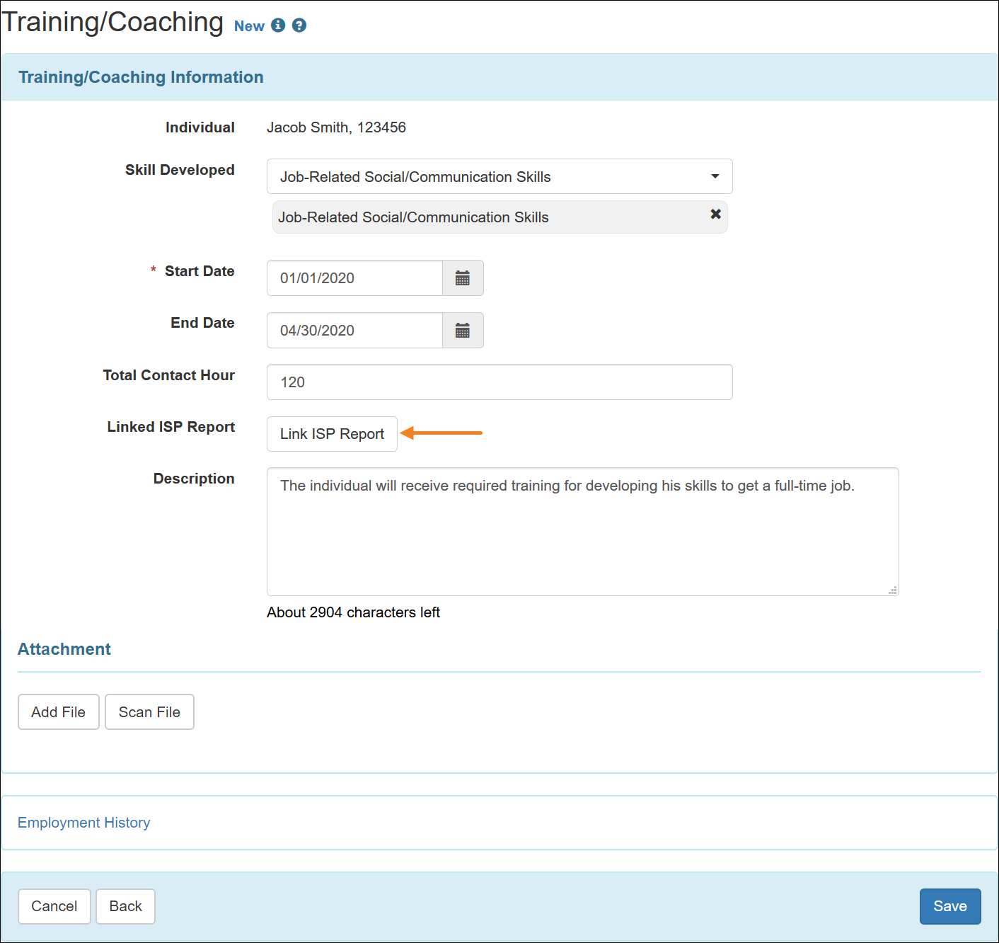 Training/Coaching New
Training/Coaching Information
Individual Jacob Smith, 123456
Skill Developed Job-Related Social/Communication Skills
Job-Related Social/Communication Skills
* Start Date 01/01/2020
End Date 04/30/2020
Total Contact Hour 120
Linked ISP Report Link ISP Report
Description The individual will receive required training for developing his skills to get a full-time job.
About 2904 characters left
Attachment
Add File Scan File
Employment History
Cancel Back Save